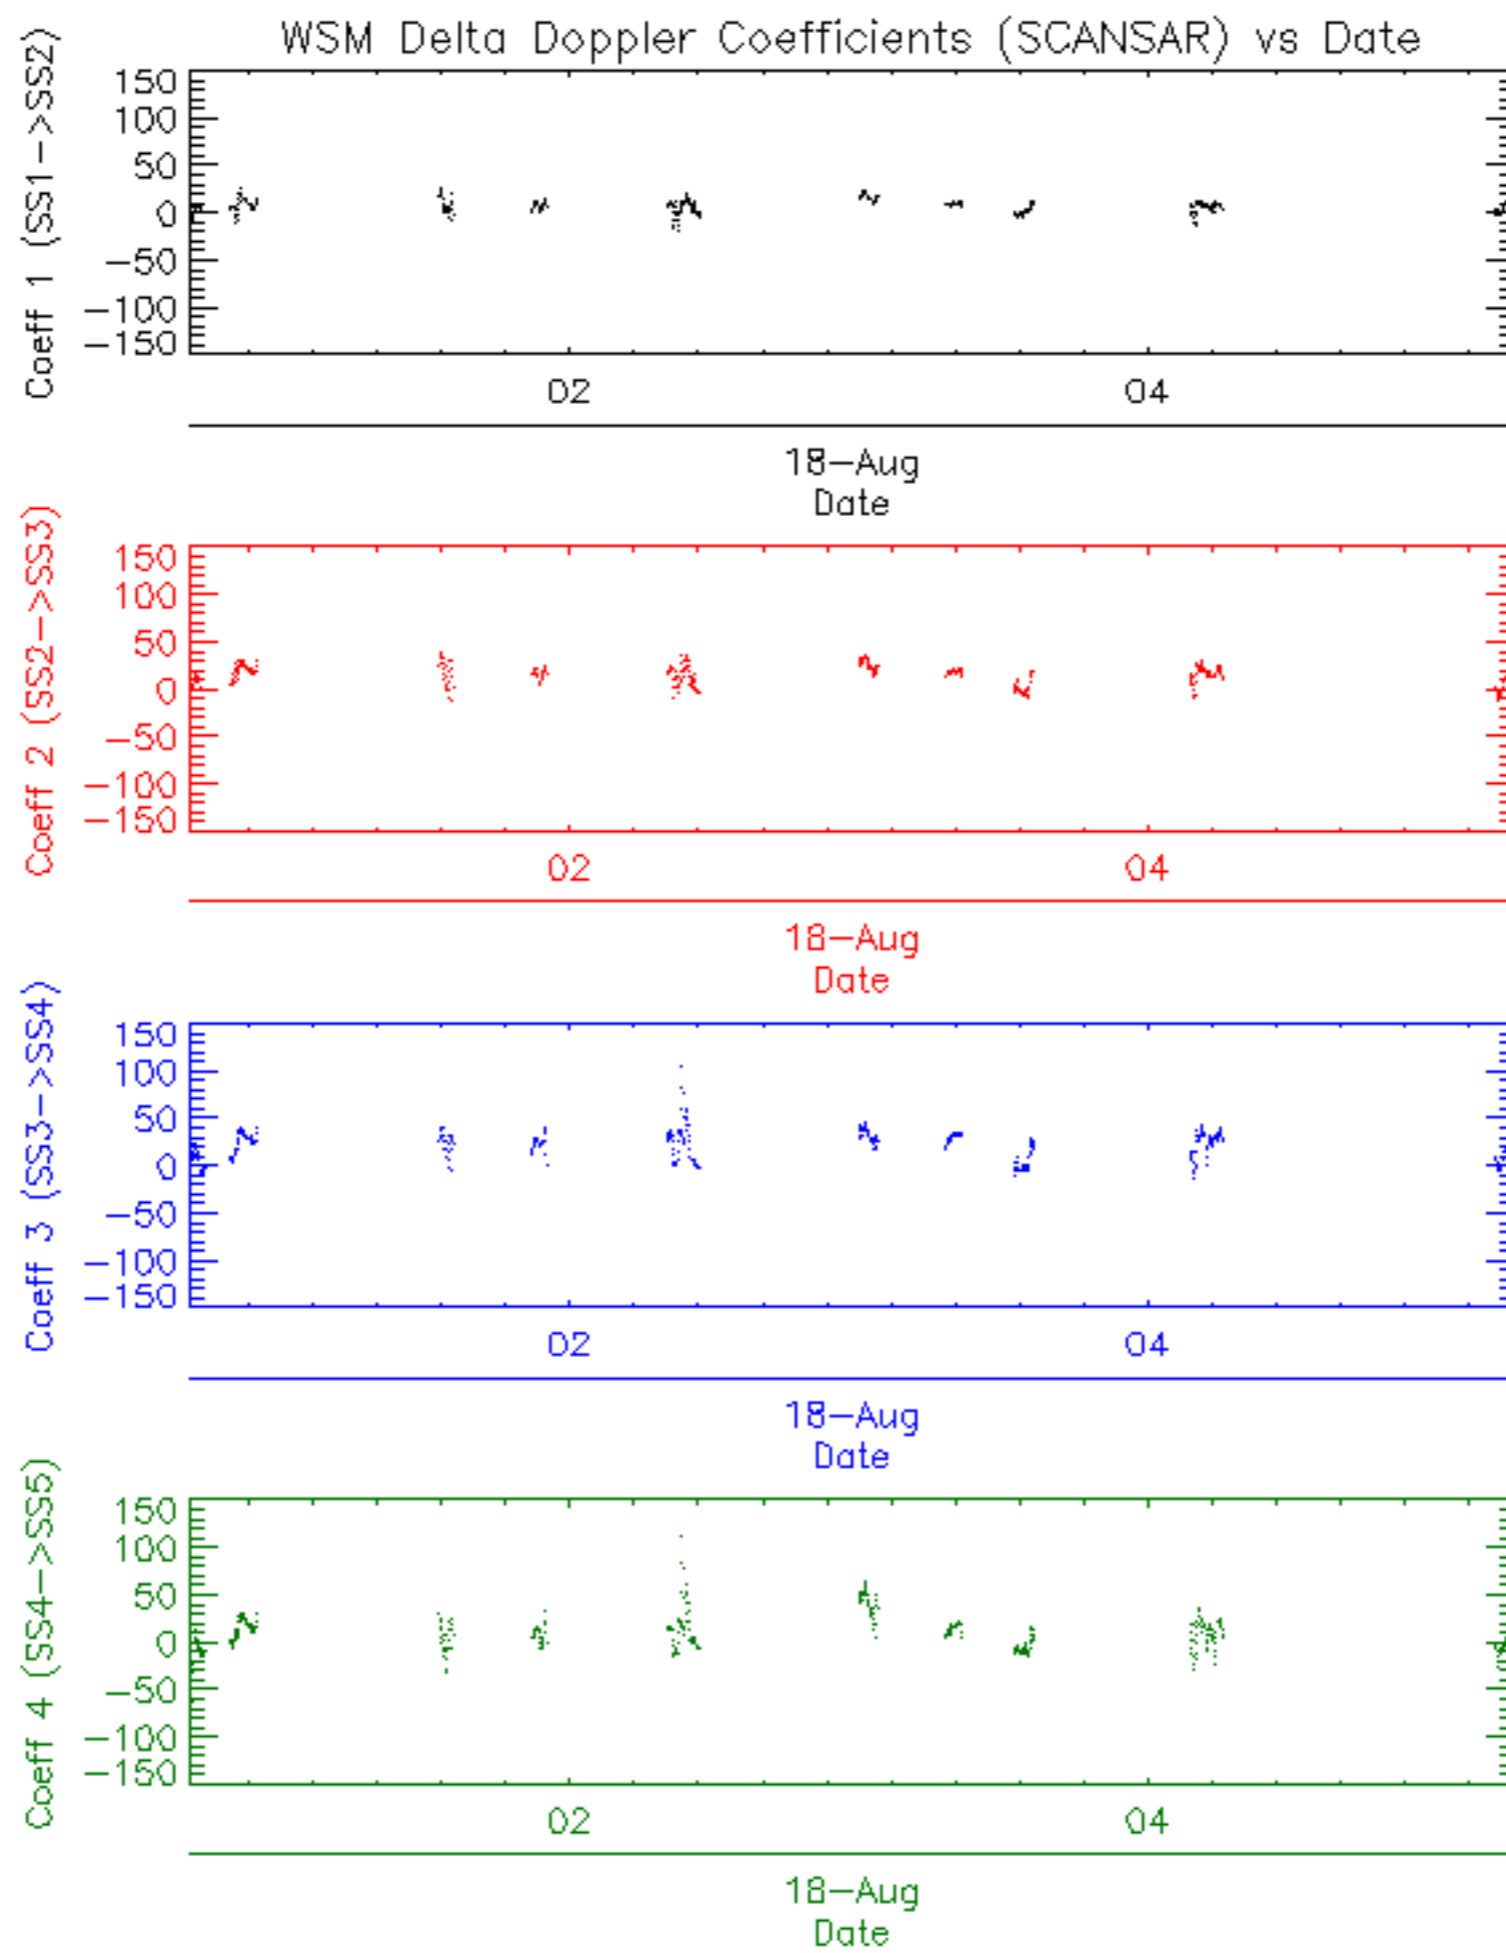 WSM Delta Doppler Coefficients (SCANSAR) vs Date
Coeff 1 (SS1->SS2)
150
100
50
0
-50
-100
-150
02 04
18-Aug
Date
Coeff 2 (SS2->SS3)
150
100
50
0
-50
-100
-150
02 04
18-Aug
Date
Coeff 3 (SS3->SS4)
150
100
50
0
-50
-100
-150
02 04
18-Aug
Date
Coeff 4 (SS4->SS5)
150
100
50
0
-50
-100
-150
02 04
18-Aug
Date